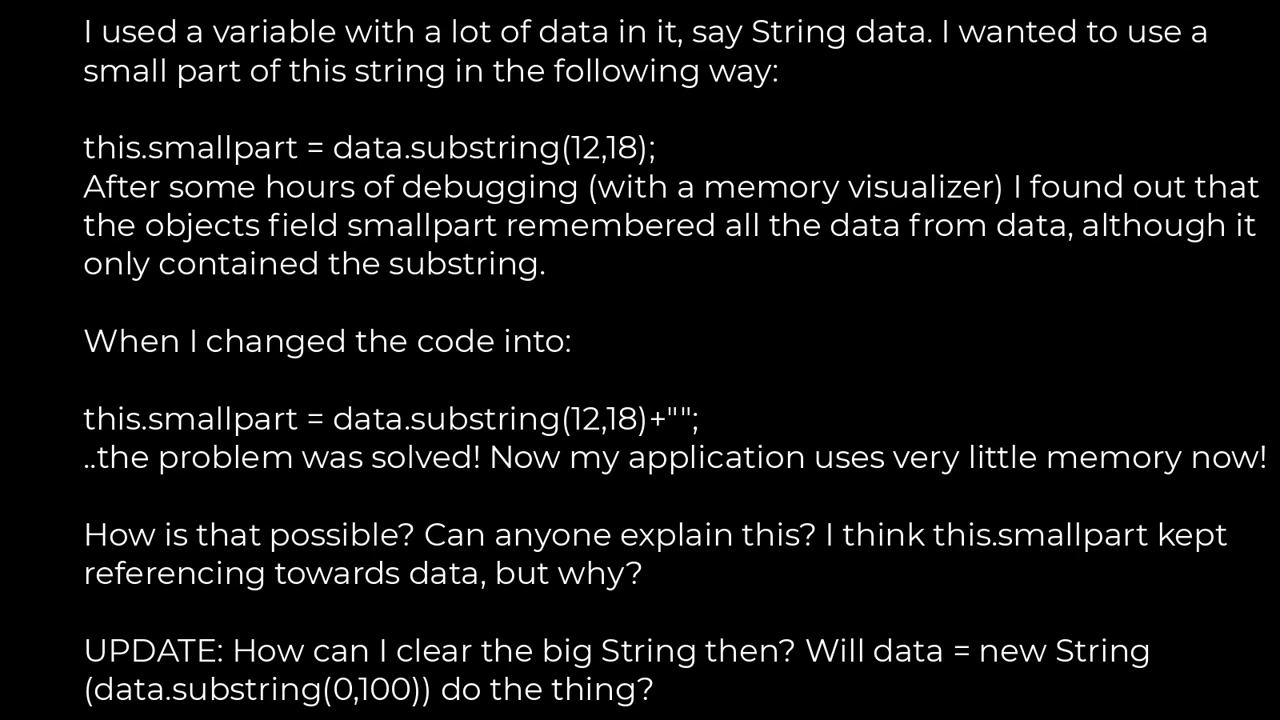 I used a variable with a lot of data in it, say String data. I wanted to use a
small part of this string in the following way:
this.smallpart = data.substring(12,18);
After some hours of debugging (with a memory visualizer) I found out that
the objects field smallpart remembered all the data from data, although it
only contained the substring.
When I changed the code into:
this.smallpart = data.substring(12,18)+"";
..the problem was solved! Now my application uses very little memory now!
How is that possible? Can anyone explain this? I think this.smallpart kept
referencing towards data, but why?
UPDATE: How can I clear the big String then? Will data = new String
(data.substring(0,100)) do the thing?